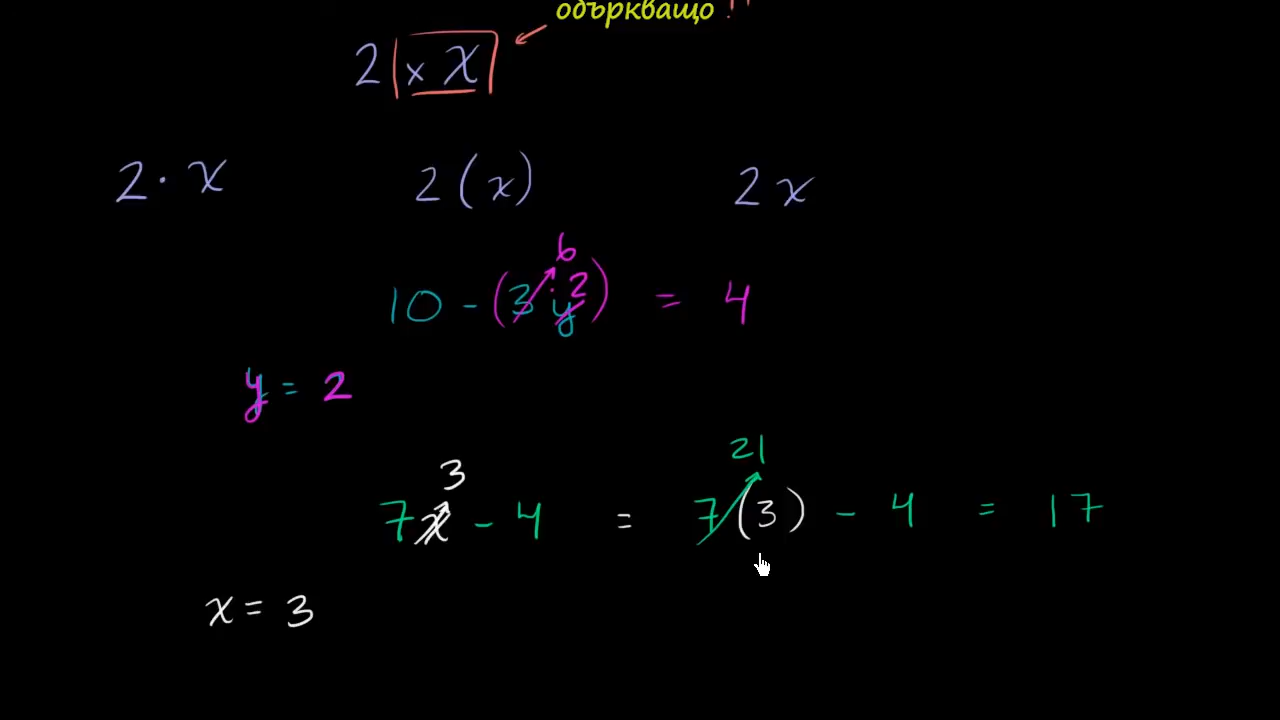 объркващо !!
2 × x
2 · x 2 (x) 2x
6
10 - (3 · y 2) = 4
y = 2
3 21
7x - 4 = 7(3) - 4 = 17
x = 3